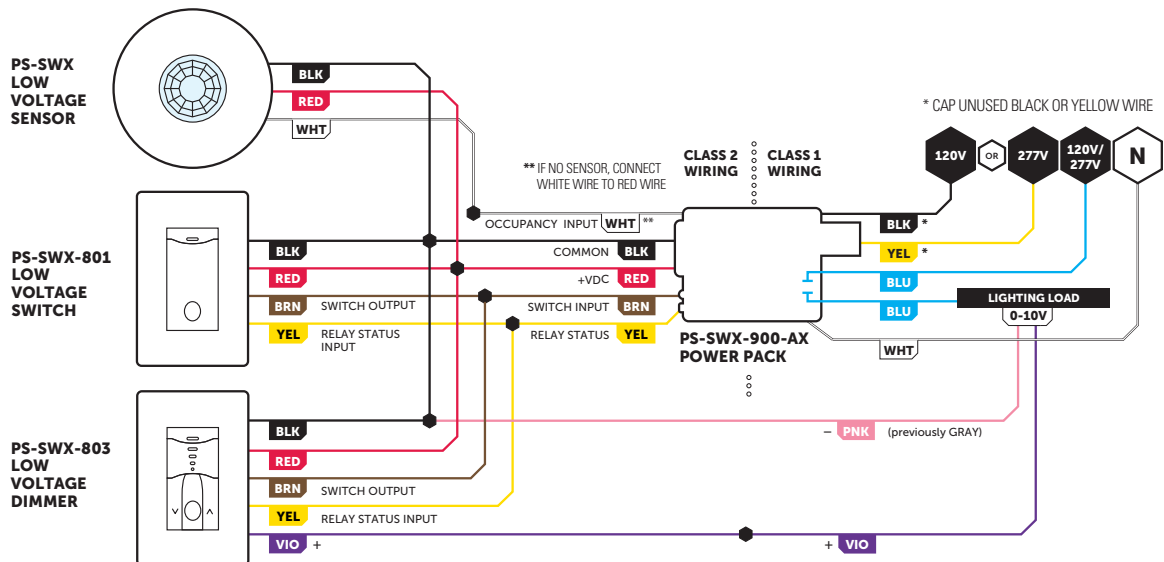 PS-SWX
LOW
VOLTAGE
SENSOR
BLK
RED
WHT
* CAP UNUSED BLACK OR YELLOW WIRE
** IF NO SENSOR, CONNECT
WHITE WIRE TO RED WIRE
CLASS 2
WIRING
CLASS 1
WIRING
120V
OR
277V
120V/
277V
N
OCCUPANCY INPUT WHT **
PS-SWX-801
LOW
VOLTAGE
SWITCH
BLK
RED
BRN SWITCH OUTPUT
YEL RELAY STATUS
INPUT
COMMON BLK
+VDC RED
SWITCH INPUT BRN
RELAY STATUS YEL
BLK *
YEL *
BLU
BLU
WHT
LIGHTING LOAD
0-10V
PS-SWX-900-AX
POWER PACK
PS-SWX-803
LOW
VOLTAGE
DIMMER
BLK
RED
BRN SWITCH OUTPUT
YEL RELAY STATUS INPUT
VIO +
– PNK (previously GRAY)
+ VIO